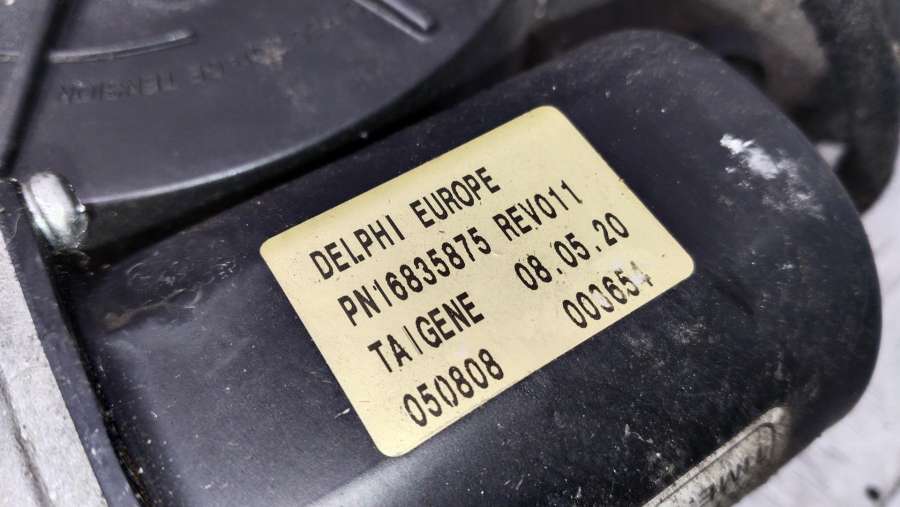 DELPHI EUROPE
PN16835875 REV011
TAIGENE 08.05.20
050808 003654